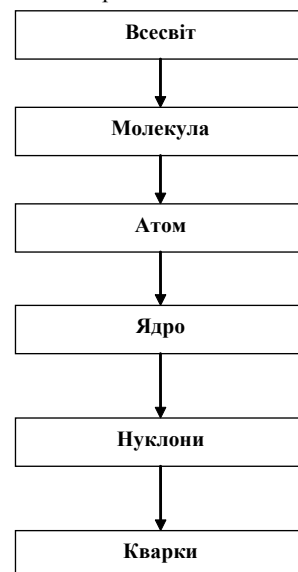 Всесвіт
Молекула
Атом
Ядро
Нуклони
Кварки